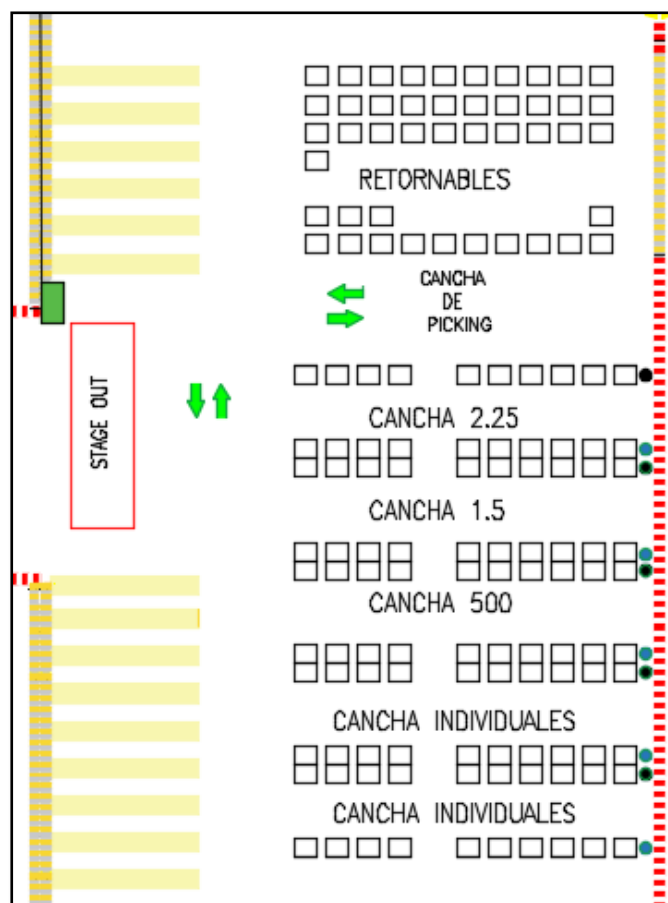 RETORNABLES
CANCHA
DE
PICKING
STAGE OUT
CANCHA 2.25
CANCHA 1.5
CANCHA 500
CANCHA INDIVIDUALES
CANCHA INDIVIDUALES